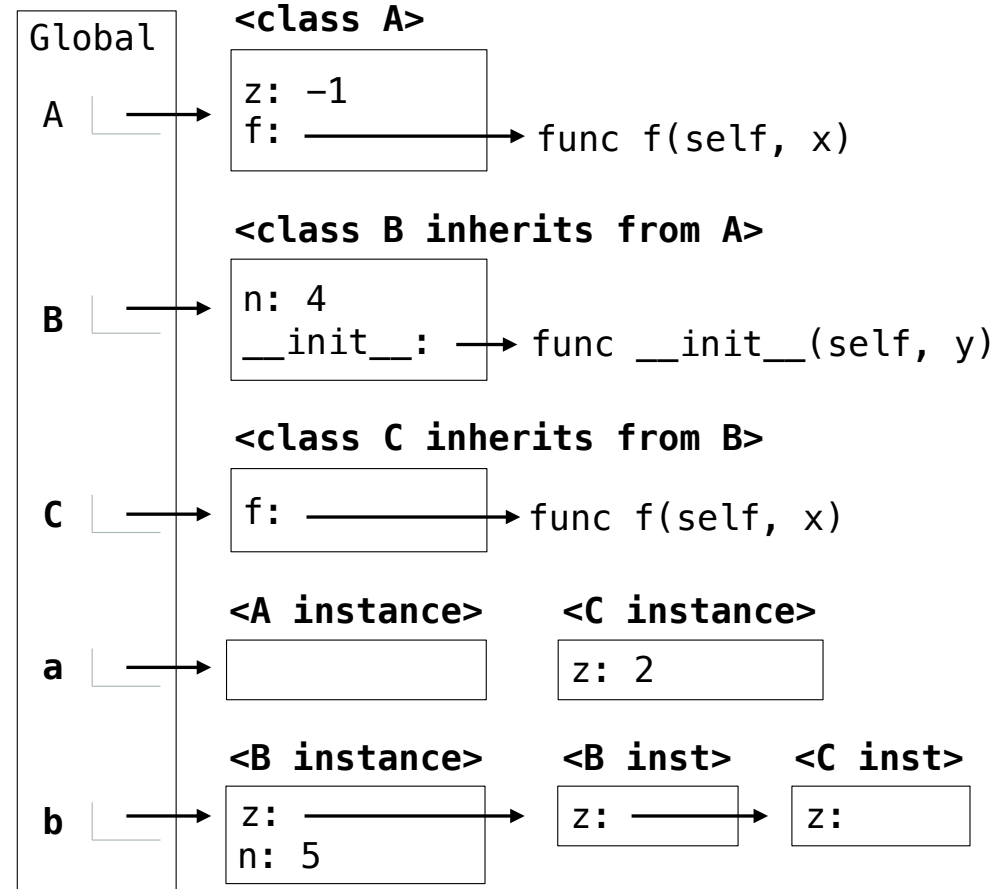 Global
<class A>
A
z: −1
f:
func f(self, x)
<class B inherits from A>
B
n: 4
__init__:
func __init__(self, y)
<class C inherits from B>
C
f:
func f(self, x)
<A instance>
<C instance>
a
z: 2
<B instance>
<B inst>
<C inst>
b
z:
n: 5
z:
z: